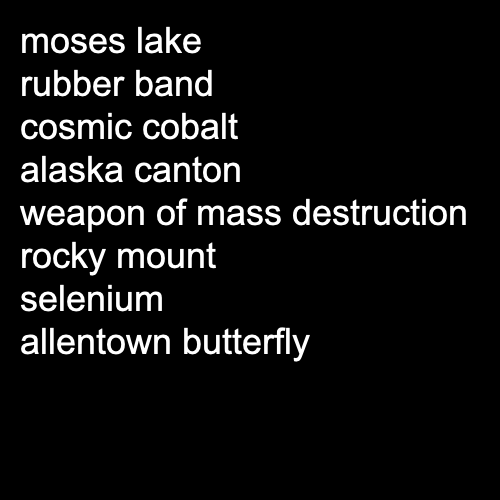 moses lake
rubber band
cosmic cobalt
alaska canton
weapon of mass destruction
rocky mount
selenium
allentown butterfly